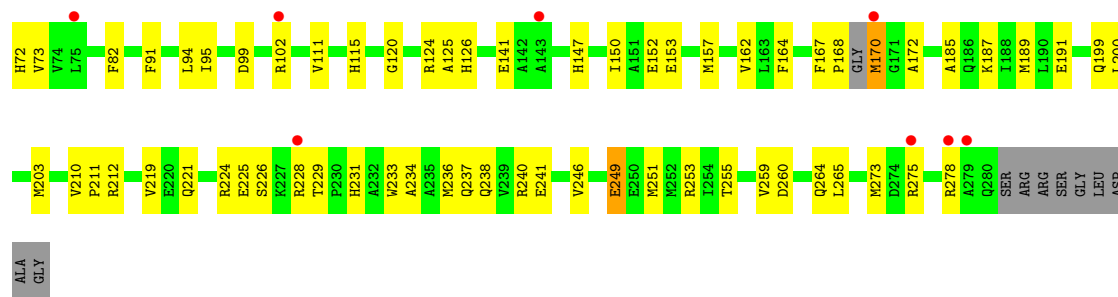 H72 V73 V74 L75 F82 F91 L94 I95 D99 R102 V111 H115 G120 R124 A125 H126 E141 A142 A143 H147 I150 A151 E152 E153 M157 V162 L163 F164 F167 P168 GLY M170 G171 A172 A185 Q186 K187 I188 M189 L190 E191 Q199 L200
M203 V210 P211 R212 V219 E220 Q221 R224 E225 S226 K227 R228 T229 P230 H231 A232 W233 A234 A235 M236 Q237 Q238 V239 R240 E241 V246 E249 E250 M251 M252 R253 I254 T255 V259 D260 Q264 L265 M273 D274 R275 R278 A279 Q280 SER ARG ARG SER GLY LEU ASP
ALA GLY